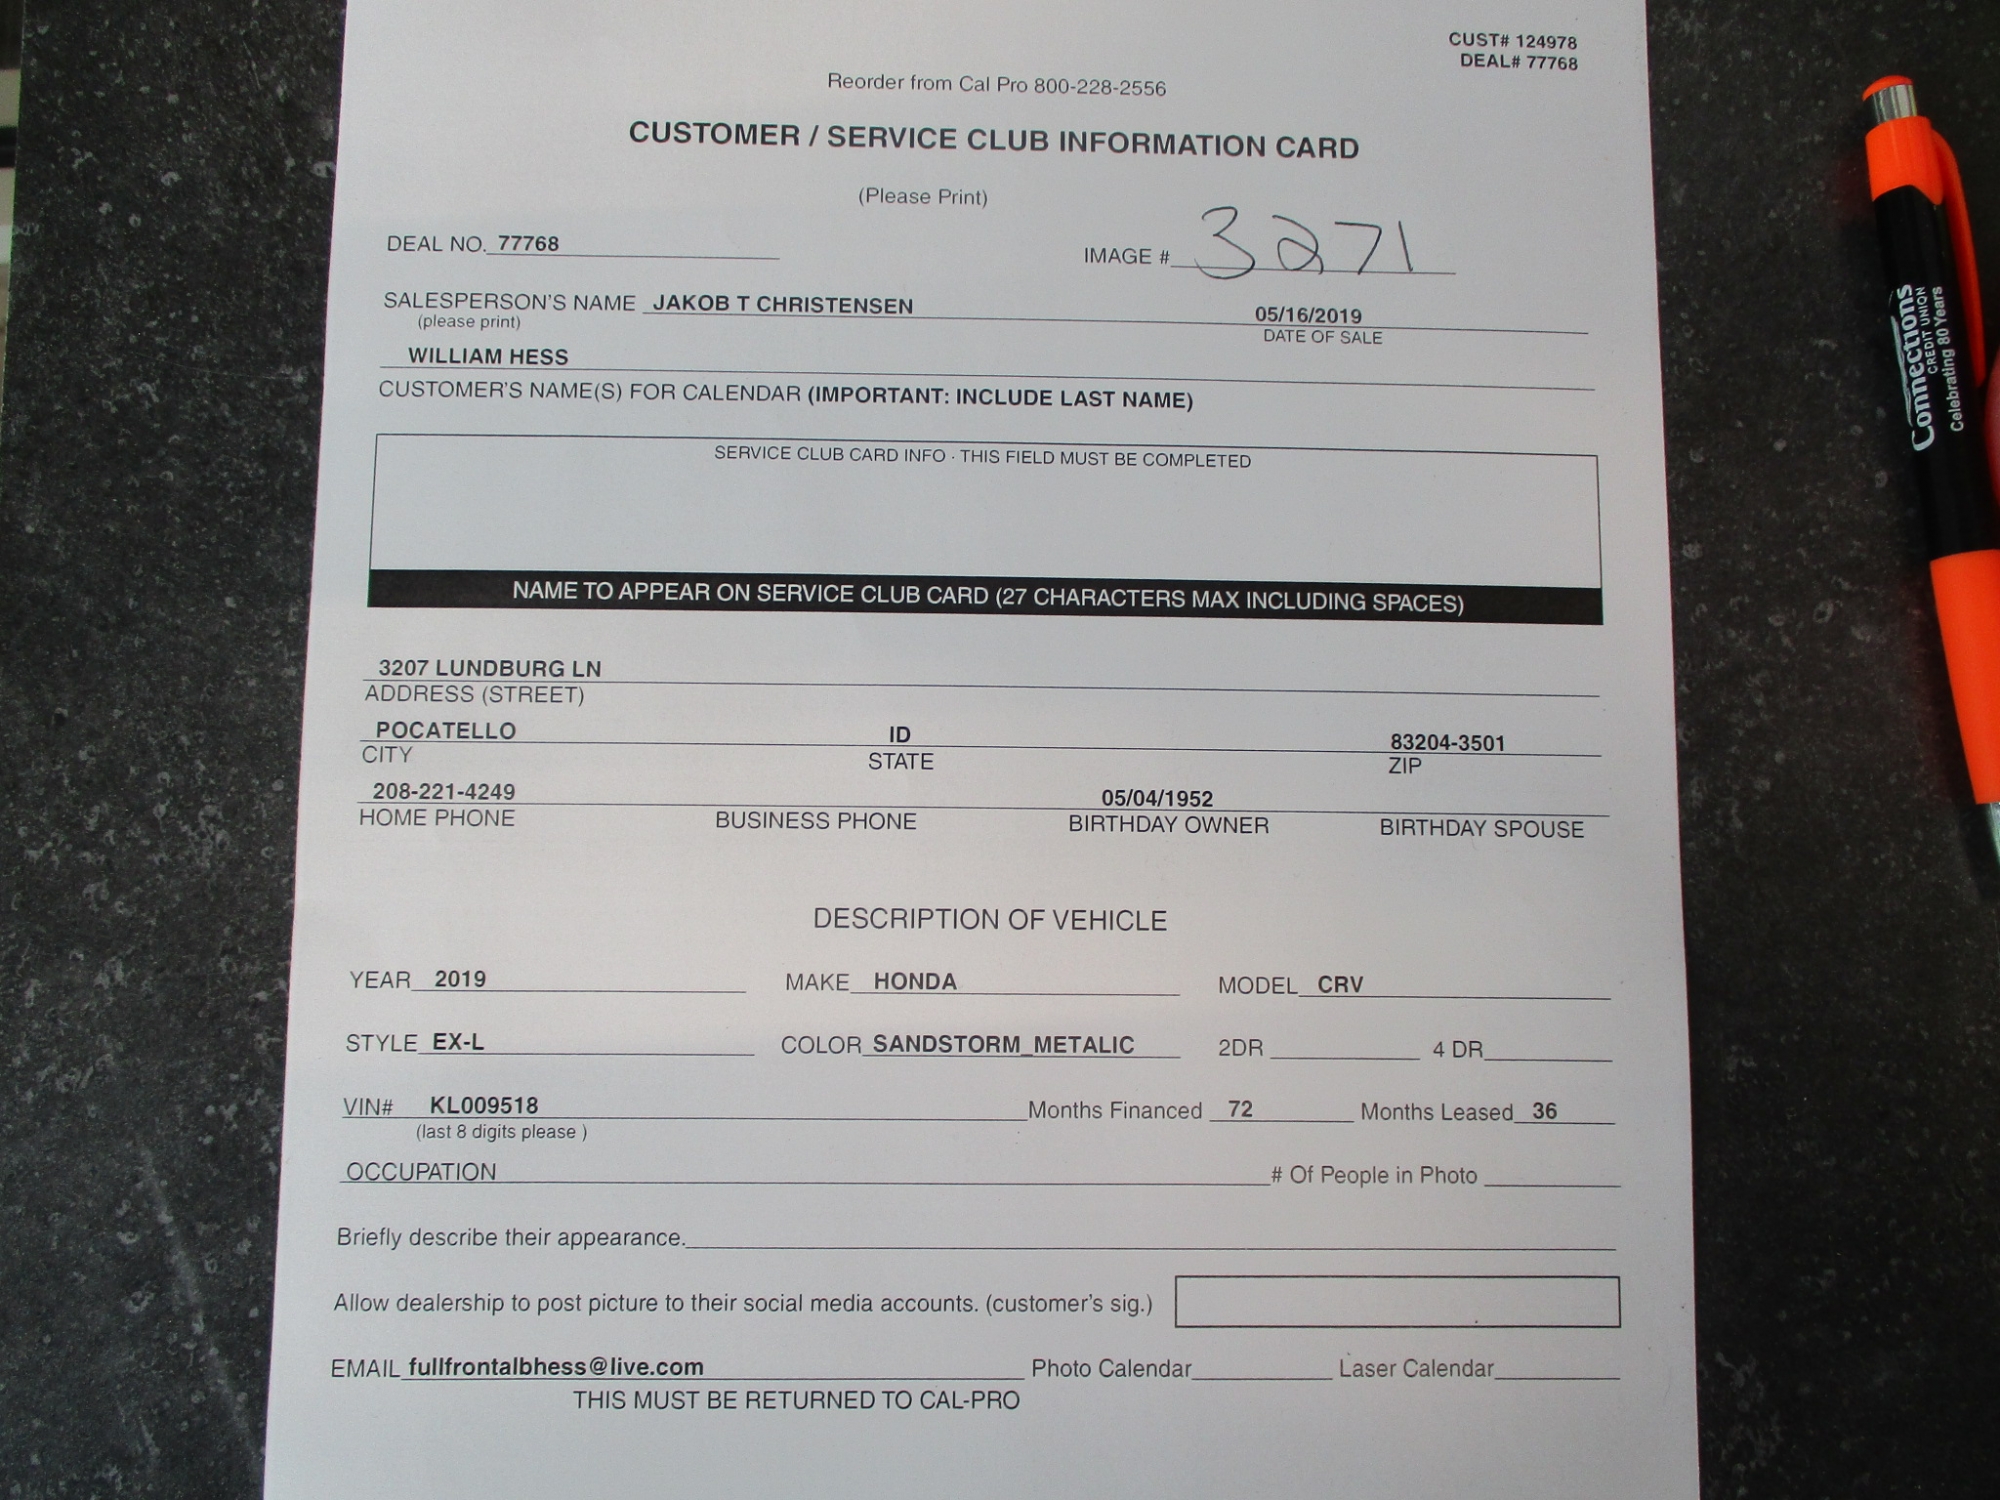 CUST# 124978
DEAL# 77768
Reorder from Cal Pro 800-228-2556
CUSTOMER / SERVICE CLUB INFORMATION CARD
(Please Print)
DEAL NO. 77768 IMAGE # 3271
SALESPERSON'S NAME JAKOB T CHRISTENSEN 05/16/2019
(please print) DATE OF SALE
WILLIAM HESS
CUSTOMER'S NAME(S) FOR CALENDAR (IMPORTANT: INCLUDE LAST NAME)
SERVICE CLUB CARD INFO · THIS FIELD MUST BE COMPLETED
NAME TO APPEAR ON SERVICE CLUB CARD (27 CHARACTERS MAX INCLUDING SPACES)
3207 LUNDBURG LN
ADDRESS (STREET)
POCATELLO ID 83204-3501
CITY STATE ZIP
208-221-4249 05/04/1952
HOME PHONE BUSINESS PHONE BIRTHDAY OWNER BIRTHDAY SPOUSE
DESCRIPTION OF VEHICLE
YEAR 2019 MAKE HONDA MODEL CRV
STYLE EX-L COLOR SANDSTORM_METALIC 2DR 4 DR
VIN# KL009518 Months Financed 72 Months Leased 36
(last 8 digits please )
OCCUPATION # Of People in Photo
Briefly describe their appearance.
Allow dealership to post picture to their social media accounts. (customer's sig.)
EMAIL fullfrontalbhess@live.com Photo Calendar Laser Calendar
THIS MUST BE RETURNED TO CAL-PRO
Connections
CREDIT UNION
Celebrating 80 Years